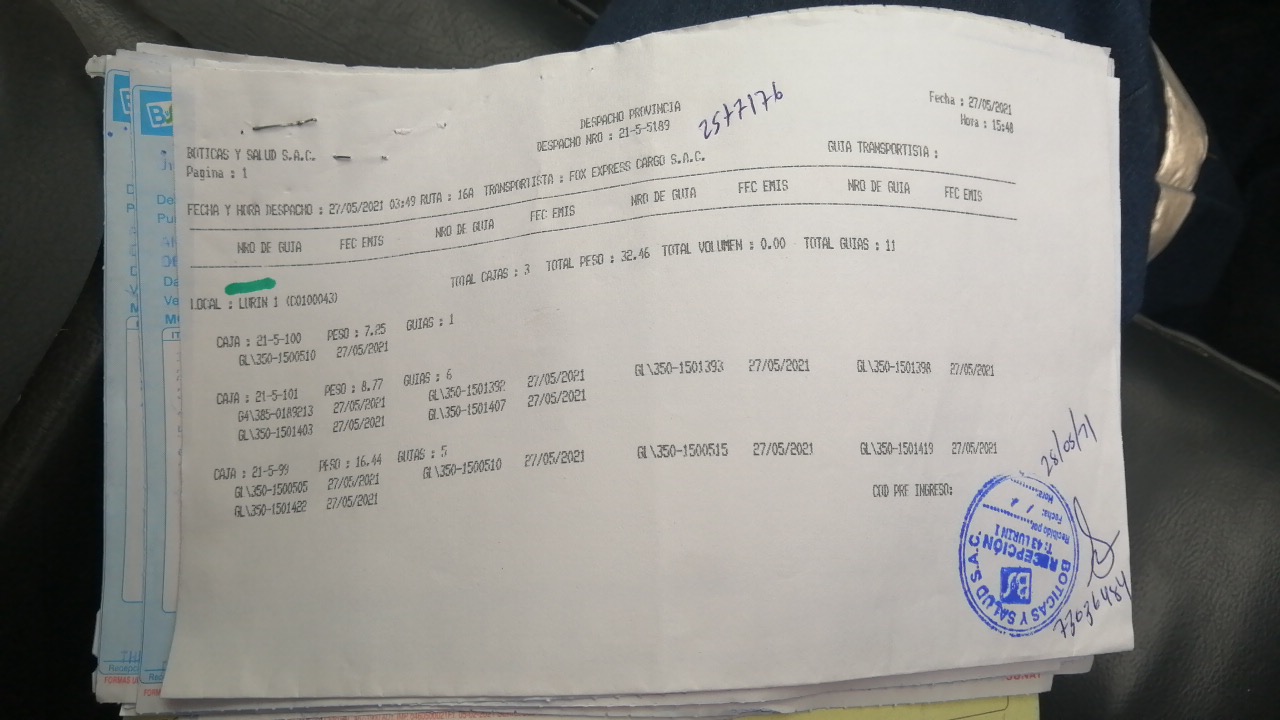 DESPACHO PROVINCIA
DESPACHO NRO : 21-5-5189
2577176
Fecha : 27/05/2021
Hora : 15:48
BOTICAS Y SALUD S.A.C.
Pagina : 1
GUIA TRANSPORTISTA :
FECHA Y HORA DESPACHO : 27/05/2021 03:49 RUTA : 16A TRANSPORTISTA : FOX EXPRESS CARGO S.A.C.
NRO DE GUIA FEC EMIS NRO DE GUIA FEC EMIS NRO DE GUIA FEC EMIS NRO DE GUIA FEC EMIS
TOTAL CAJAS : 3 TOTAL PESO : 32.46 TOTAL VOLUMEN : 0.00 TOTAL GUIAS : 11
LOCAL : LURIN 1 (C0100043)
CAJA : 21-5-100 PESO : 7.25 GUIAS : 1
GL\350-1500510 27/05/2021
CAJA : 21-5-101 PESO : 8.77 GUIAS : 6
G4\385-0189213 27/05/2021 GL\350-1501392 27/05/2021 GL\350-1501393 27/05/2021 GL\350-1501398 27/05/2021
GL\350-1501403 27/05/2021 GL\350-1501407 27/05/2021
CAJA : 21-5-99 PESO : 16.44 GUIAS : 5
GL\350-1500505 27/05/2021 GL\350-1500510 27/05/2021 GL\350-1500515 27/05/2021 GL\350-1501419 27/05/2021
GL\350-1501422 27/05/2021
COD PRE INGRESO:
BOTICAS Y SALUD S.A.C.
RECEPCIÓN
T: 43 LURIN I
Recibido por:
Fecha:
Hora:
73036484